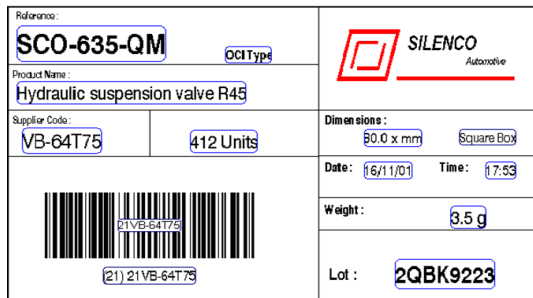 Reference:
SCO-635-QM
OCI Type
SILENCO
Automotive
Product Name:
Hydraulic suspension valve R45
Supplier Code:
VB-64T75
412 Units
Dimensions:
80.0 x mm
Square Box
Date: 16/11/01
Time: 17:53
Weight:
3.5 g
21VB-64T75
(21) 21VB-64T75
Lot: 2QBK9223